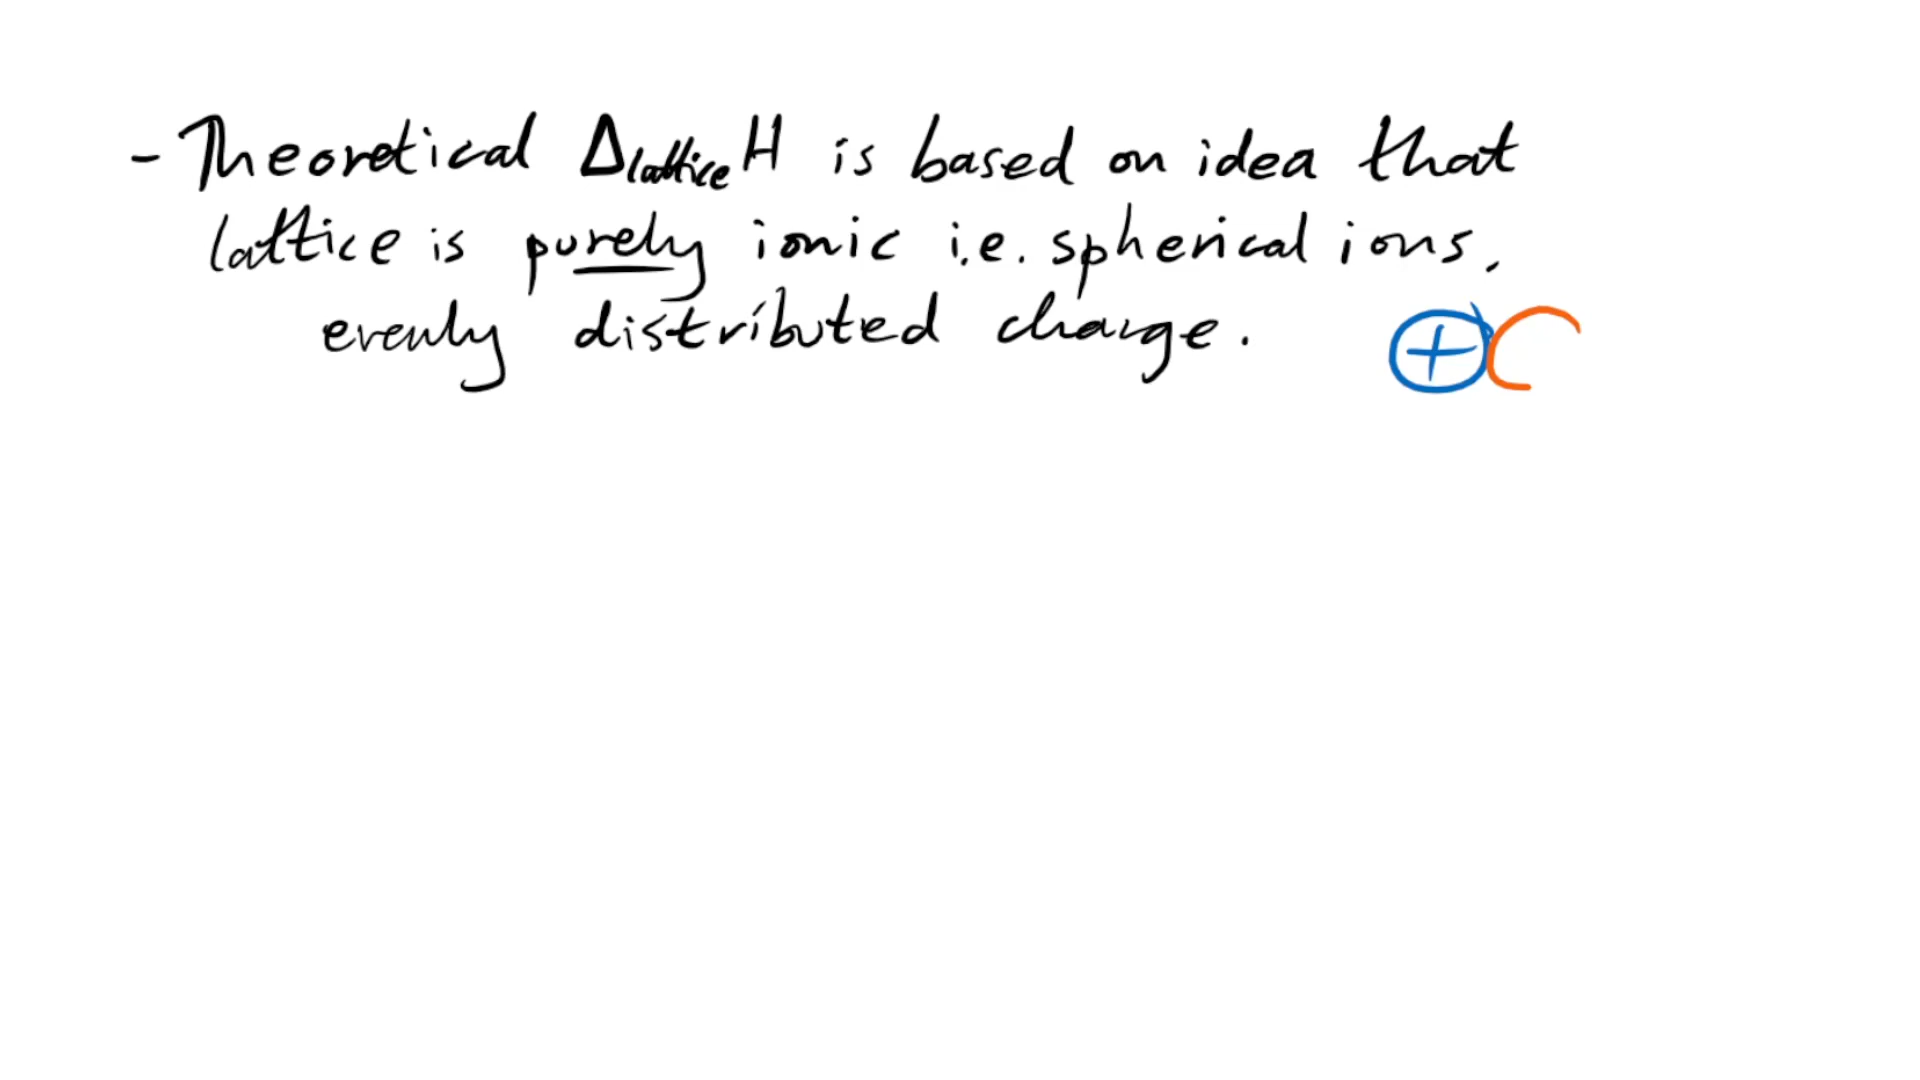 - Theoretical ΔlatticeH is based on idea that
lattice is purely ionic i.e. spherical ions,
evenly distributed charge.
+